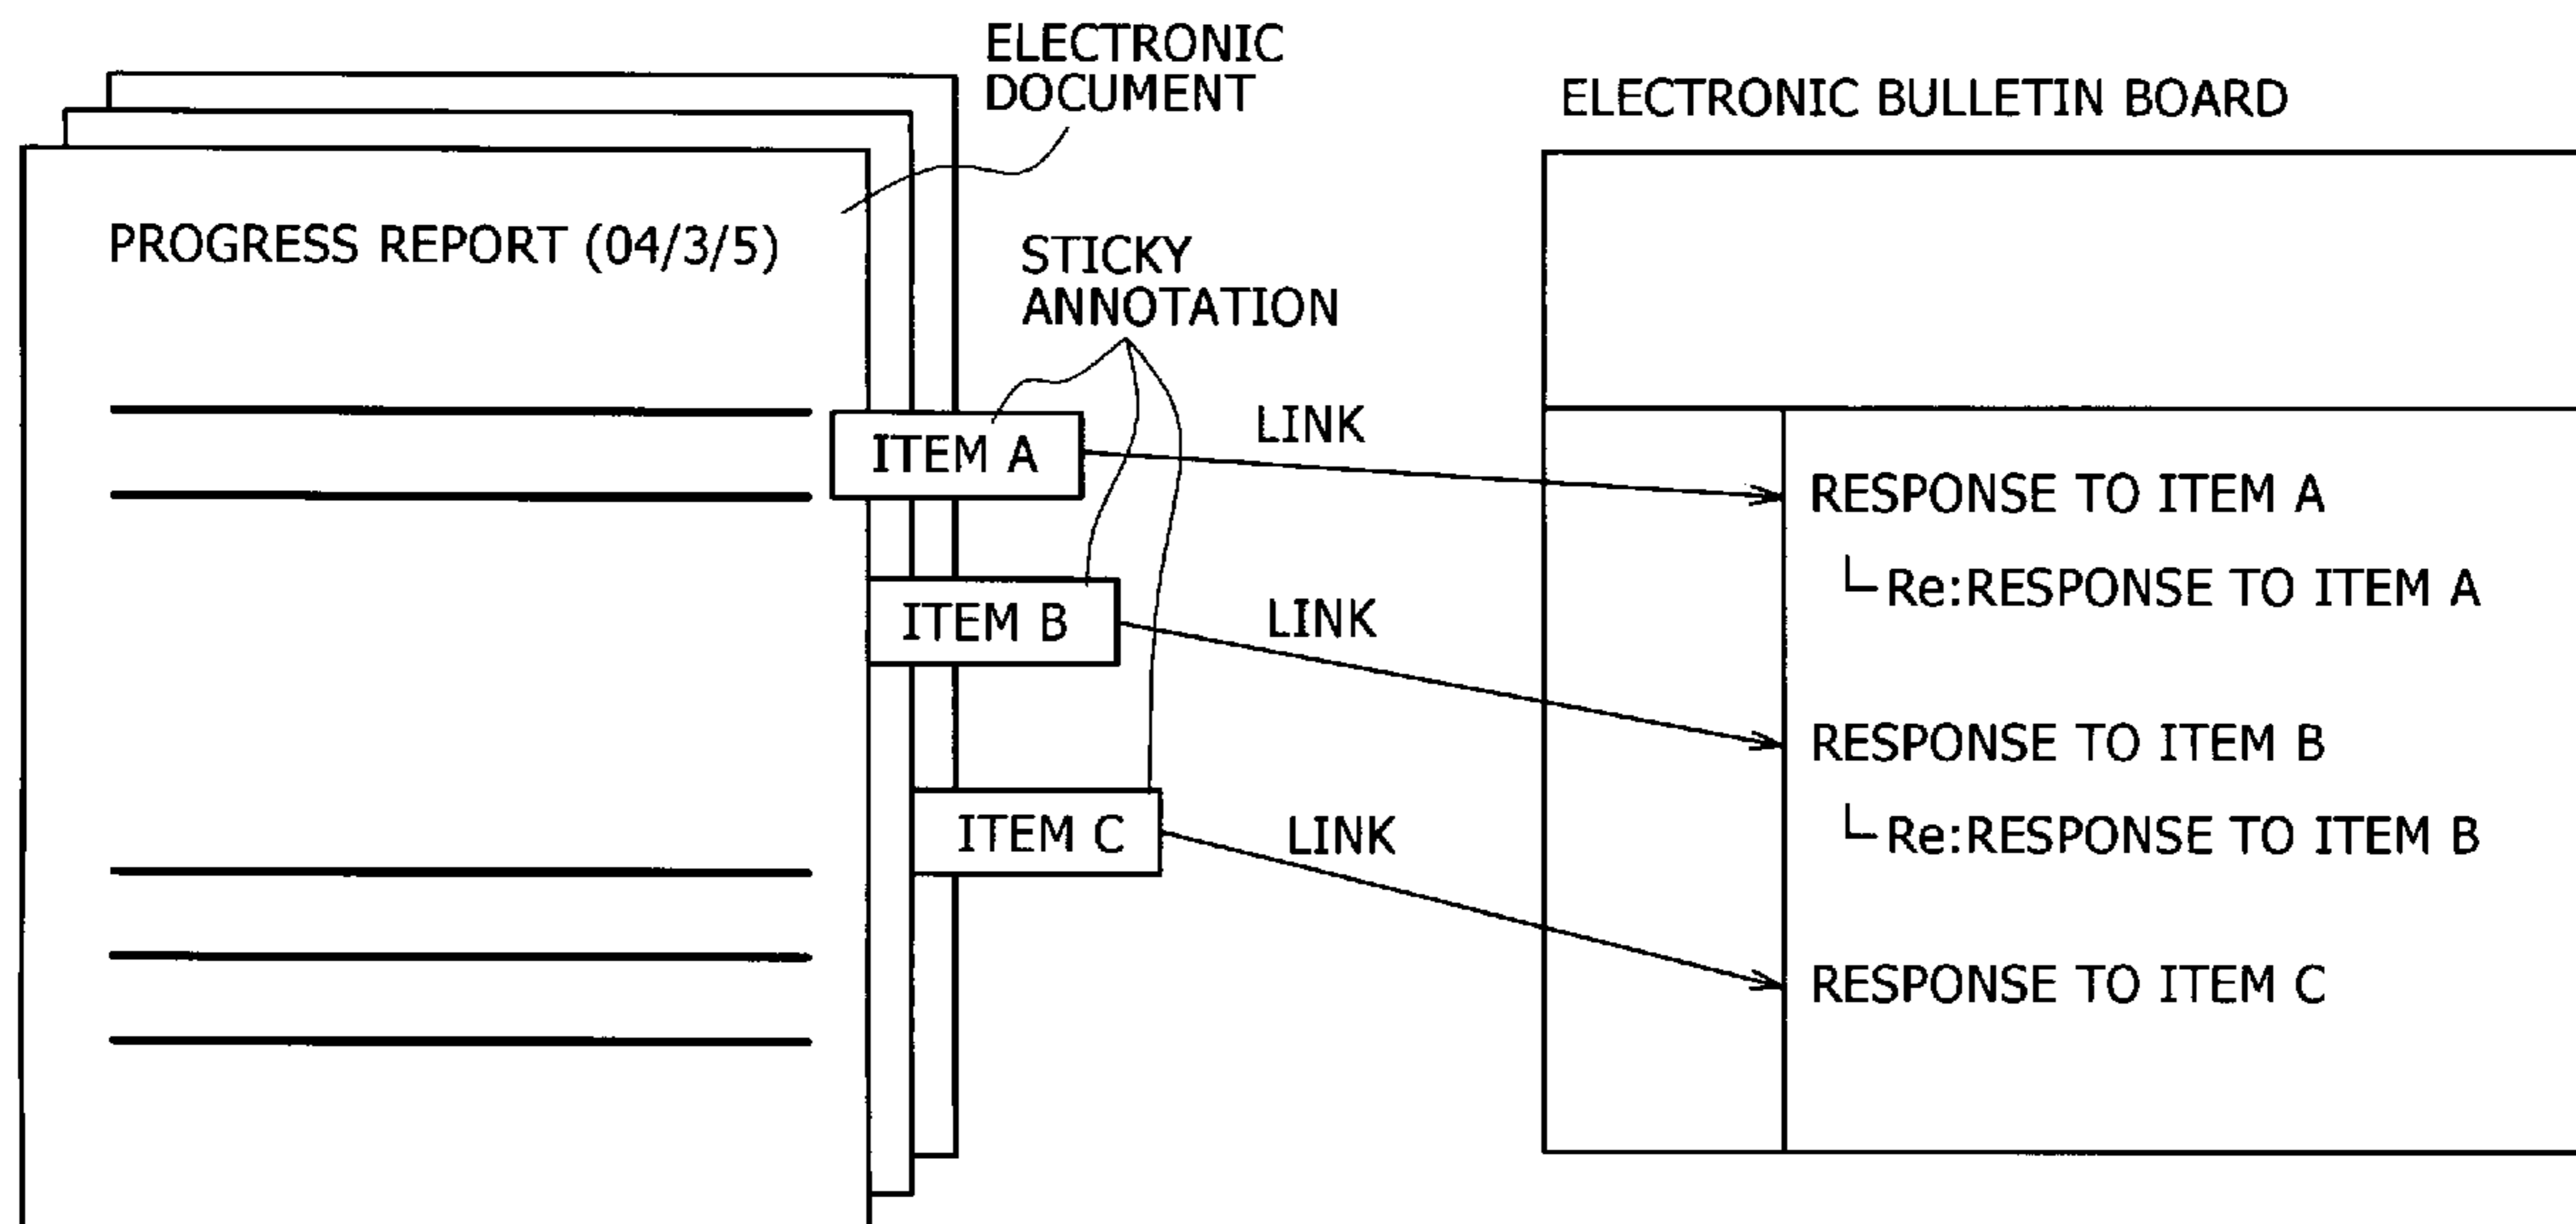 ELECTRONIC
DOCUMENT
ELECTRONIC BULLETIN BOARD
PROGRESS REPORT (04/3/5)
STICKY
ANNOTATION
ITEM A
LINK
RESPONSE TO ITEM A
Re:RESPONSE TO ITEM A
ITEM B
LINK
RESPONSE TO ITEM B
Re:RESPONSE TO ITEM B
ITEM C
LINK
RESPONSE TO ITEM C